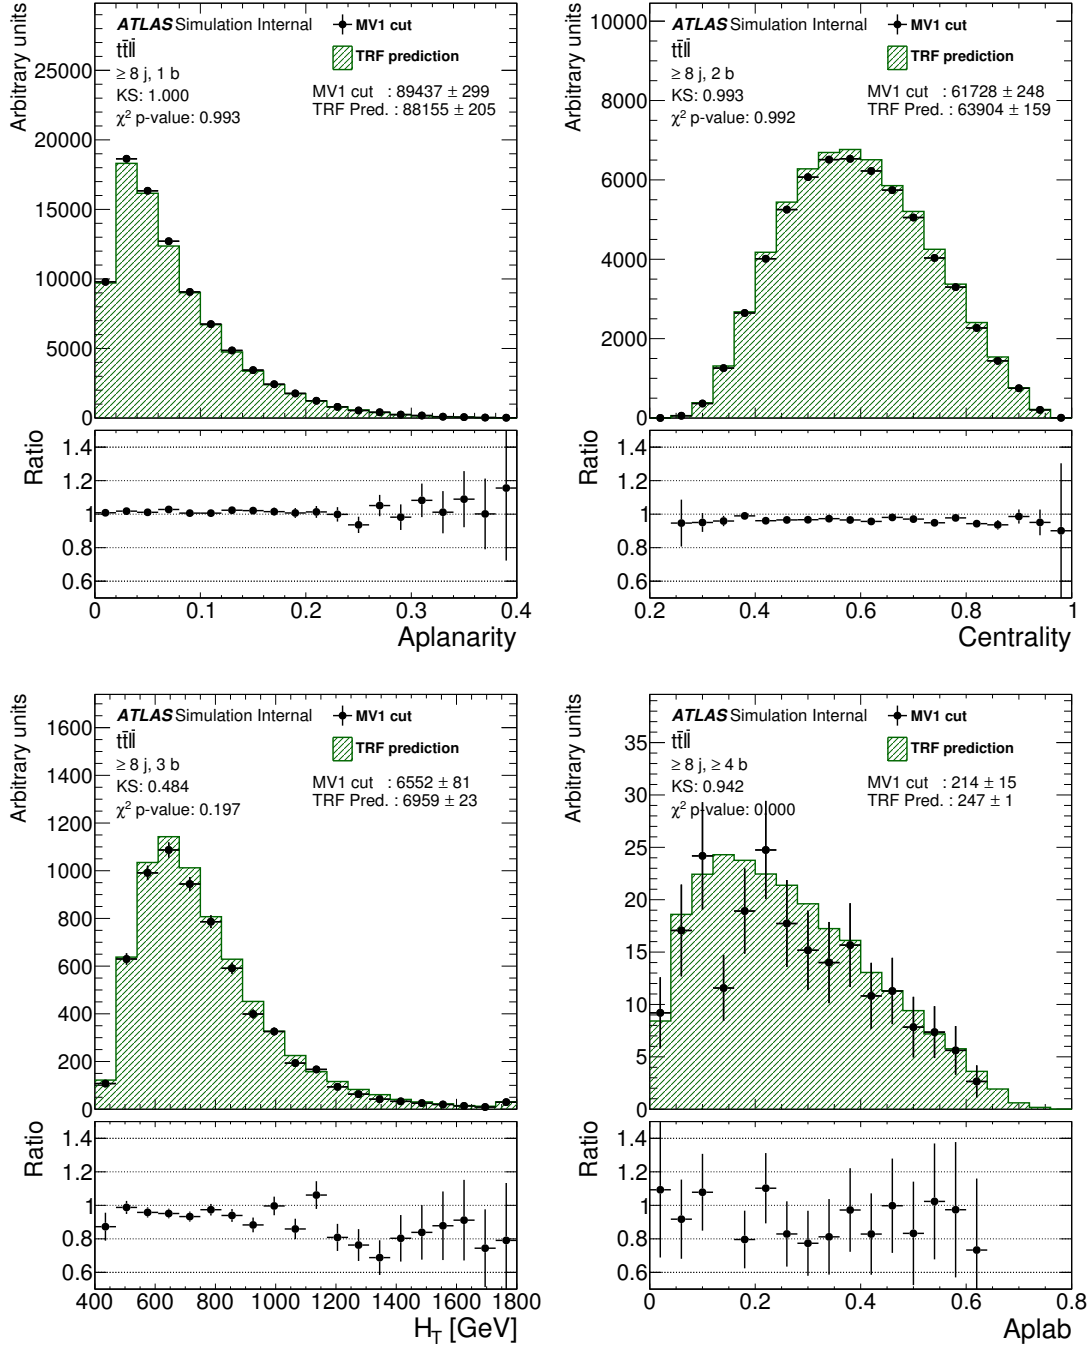 Arbitrary units
ATLAS Simulation Internal
tt̄ll̄
≥ 8 j, 1 b
KS: 1.000
χ² p-value: 0.993
MV1 cut
TRF prediction
MV1 cut : 89437 ± 299
TRF Pred. : 88155 ± 205
25000
20000
15000
10000
5000
0
Ratio
1.4
1.2
1
0.8
0.6
0 0.1 0.2 0.3 0.4
Aplanarity
Arbitrary units
ATLAS Simulation Internal
tt̄ll̄
≥ 8 j, 2 b
KS: 0.993
χ² p-value: 0.992
MV1 cut
TRF prediction
MV1 cut : 61728 ± 248
TRF Pred. : 63904 ± 159
10000
8000
6000
4000
2000
0
Ratio
1.4
1.2
1
0.8
0.6
0.2 0.4 0.6 0.8 1
Centrality
Arbitrary units
ATLAS Simulation Internal
tt̄ll̄
≥ 8 j, 3 b
KS: 0.484
χ² p-value: 0.197
MV1 cut
TRF prediction
MV1 cut : 6552 ± 81
TRF Pred. : 6959 ± 23
1600
1400
1200
1000
800
600
400
200
0
Ratio
1.4
1.2
1
0.8
0.6
400 600 800 1000 1200 1400 1600 1800
H_T [GeV]
Arbitrary units
ATLAS Simulation Internal
tt̄ll̄
≥ 8 j, ≥ 4 b
KS: 0.942
χ² p-value: 0.000
MV1 cut
TRF prediction
MV1 cut : 214 ± 15
TRF Pred. : 247 ± 1
35
30
25
20
15
10
5
0
Ratio
1.4
1.2
1
0.8
0.6
0 0.2 0.4 0.6 0.8
Aplab